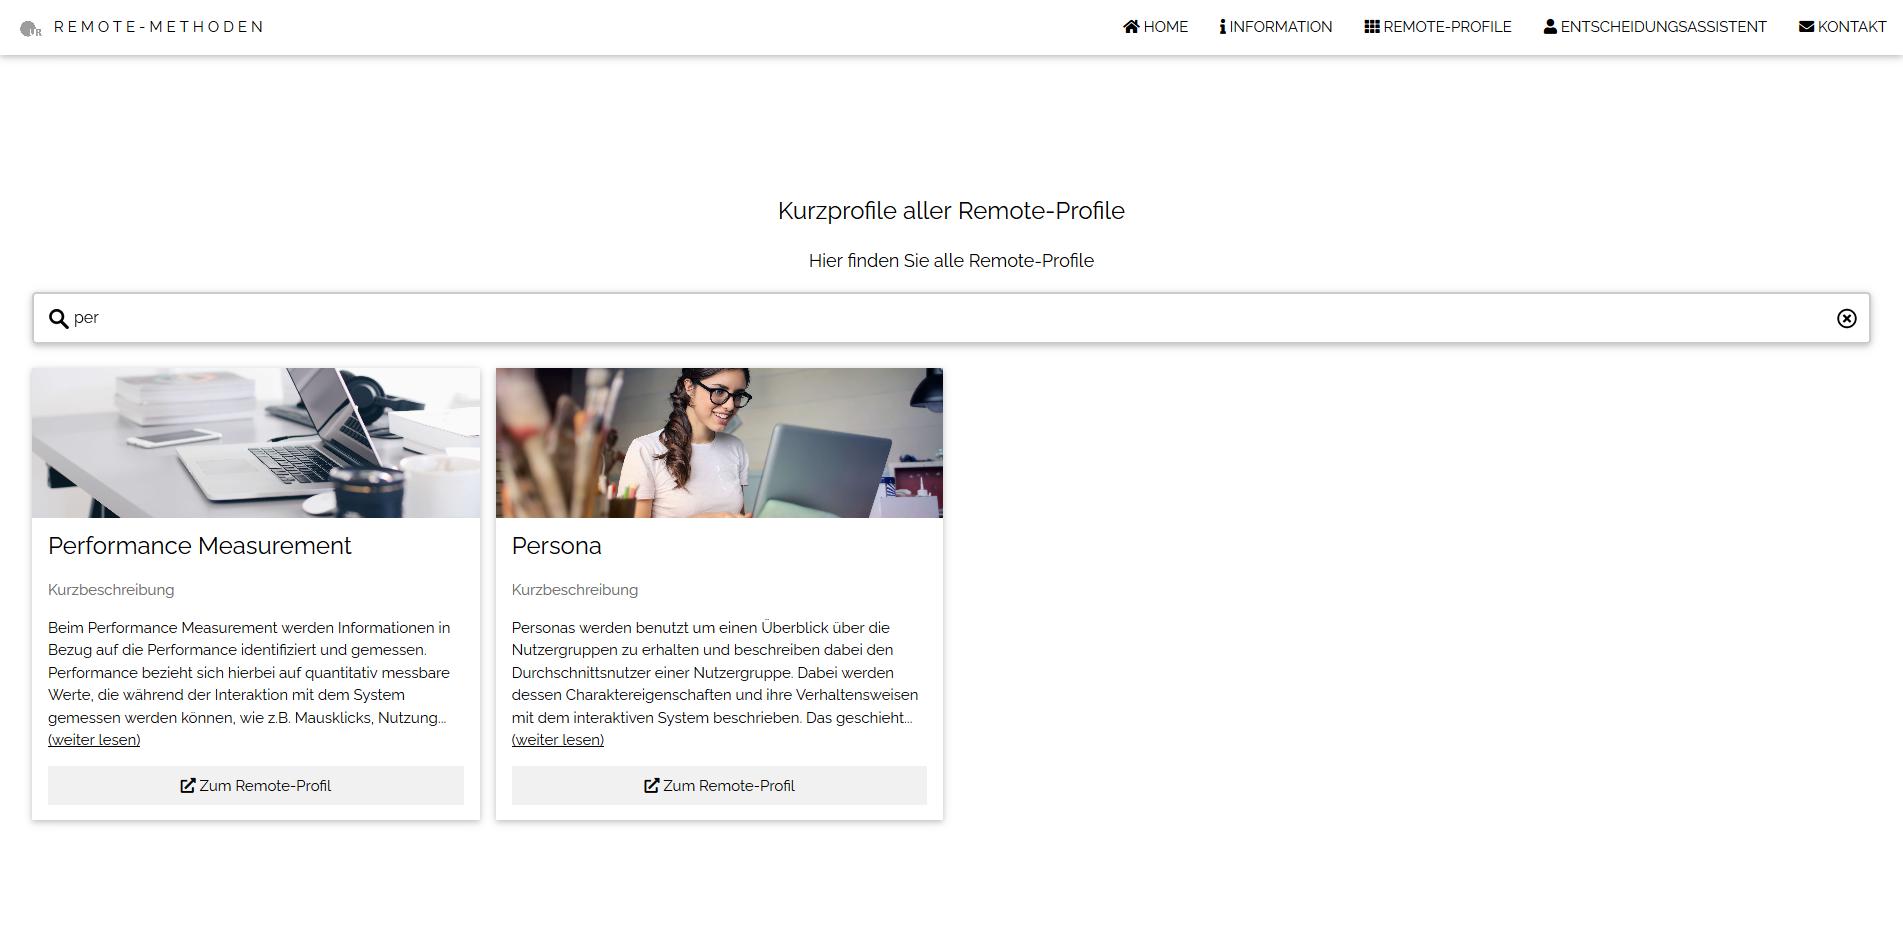 REMOTE-METHODEN
HOME INFORMATION REMOTE-PROFILE ENTSCHEIDUNGSASSISTENT KONTAKT
Kurzprofile aller Remote-Profile
Hier finden Sie alle Remote-Profile
per
Performance Measurement
Kurzbeschreibung
Beim Performance Measurement werden Informationen in
Bezug auf die Performance identifiziert und gemessen.
Performance bezieht sich hierbei auf quantitativ messbare
Werte, die während der Interaktion mit dem System
gemessen werden können, wie z.B. Mausklicks, Nutzung...
(weiter lesen)
Zum Remote-Profil
Persona
Kurzbeschreibung
Personas werden benutzt um einen Überblick über die
Nutzergruppen zu erhalten und beschreiben dabei den
Durchschnittsnutzer einer Nutzergruppe. Dabei werden
dessen Charaktereigenschaften und ihre Verhaltensweisen
mit dem interaktiven System beschrieben. Das geschieht...
(weiter lesen)
Zum Remote-Profil